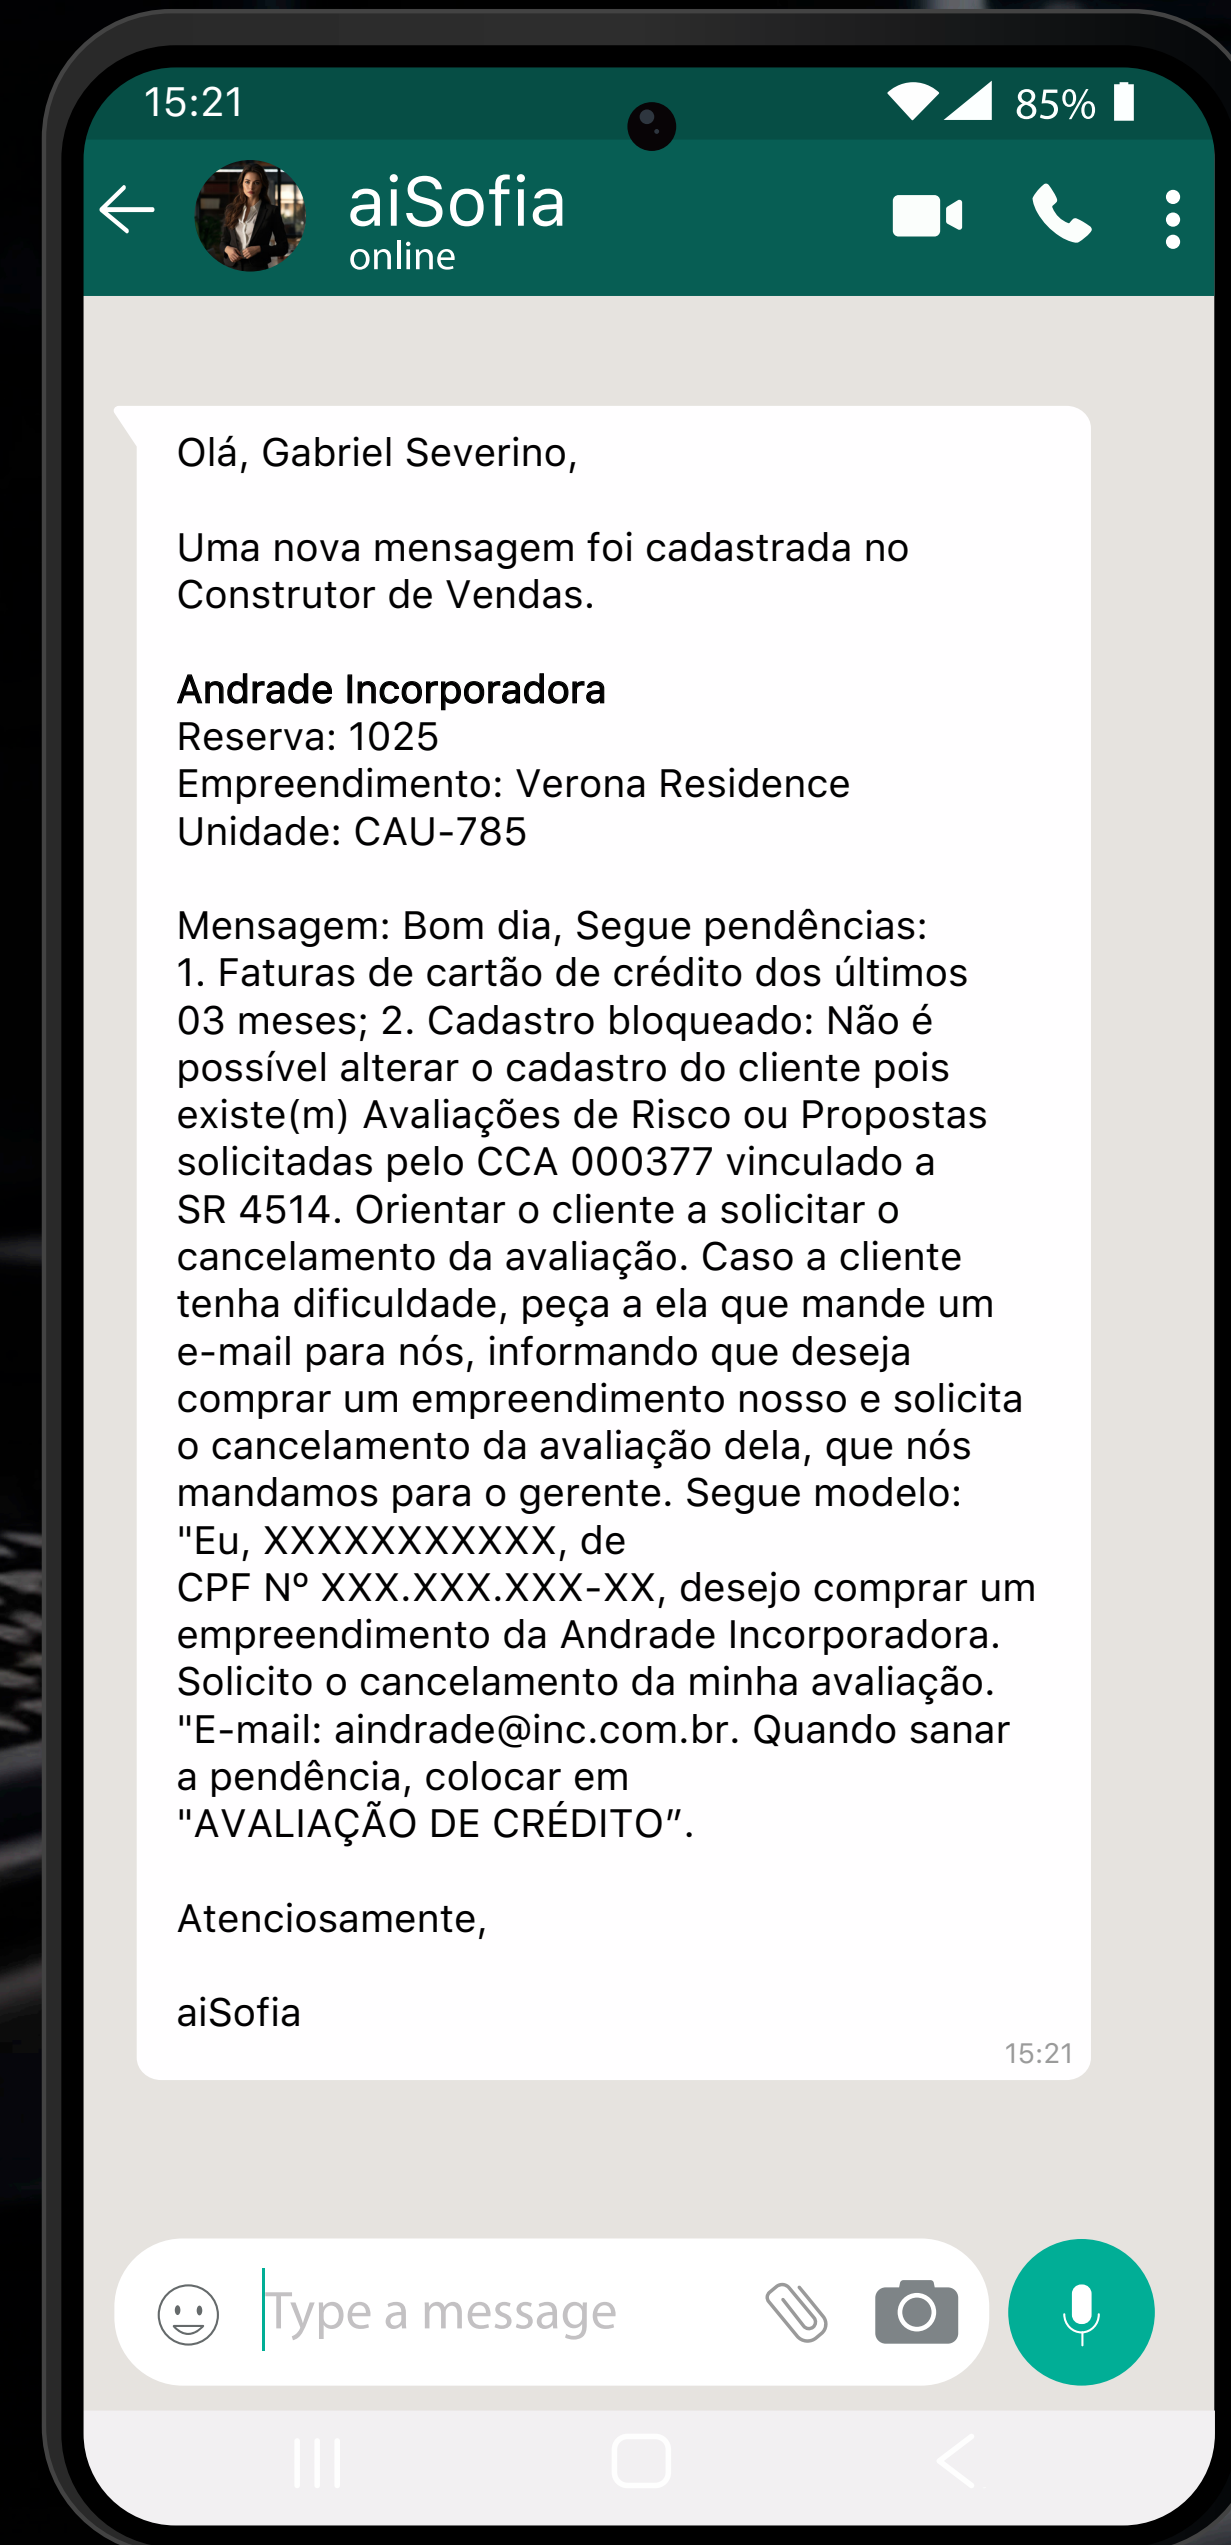 15:21
85%
aiSofia
online
Olá, Gabriel Severino,
Uma nova mensagem foi cadastrada no
Construtor de Vendas.
Andrade Incorporadora
Reserva: 1025
Empreendimento: Verona Residence
Unidade: CAU-785
Mensagem: Bom dia, Segue pendências:
1. Faturas de cartão de crédito dos últimos
03 meses; 2. Cadastro bloqueado: Não é
possível alterar o cadastro do cliente pois
existe(m) Avaliações de Risco ou Propostas
solicitadas pelo CCA 000377 vinculado a
SR 4514. Orientar o cliente a solicitar o
cancelamento da avaliação. Caso a cliente
tenha dificuldade, peça a ela que mande um
e-mail para nós, informando que deseja
comprar um empreendimento nosso e solicita
o cancelamento da avaliação dela, que nós
mandamos para o gerente. Segue modelo:
"Eu, XXXXXXXXXXX, de
CPF Nº XXX.XXX.XXX-XX, desejo comprar um
empreendimento da Andrade Incorporadora.
Solicito o cancelamento da minha avaliação.
"E-mail: aindrade@inc.com.br. Quando sanar
a pendência, colocar em
"AVALIAÇÃO DE CRÉDITO”.
Atenciosamente,
aiSofia
15:21
Type a message